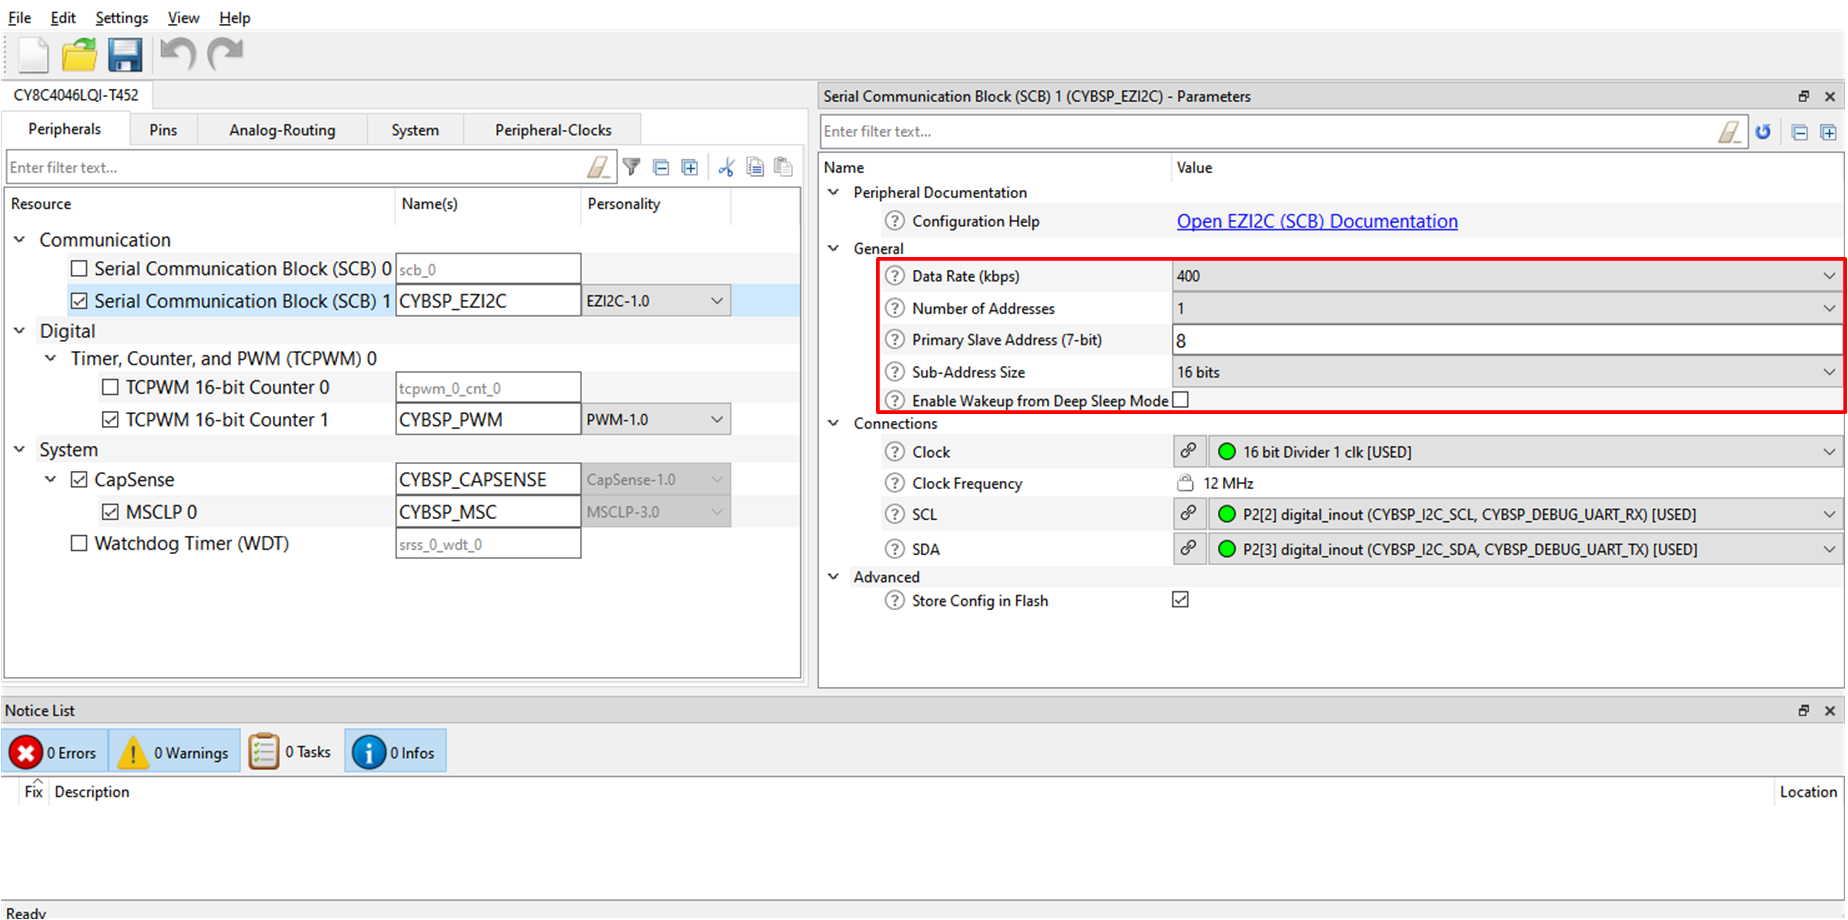 File Edit Settings View Help
CY8C4046LQI-T452
Peripherals Pins Analog-Routing System Peripheral-Clocks
Enter filter text...
Resource Name(s) Personality
Communication
Serial Communication Block (SCB) 0 scb_0
Serial Communication Block (SCB) 1 CYBSP_EZI2C EZI2C-1.0
Digital
Timer, Counter, and PWM (TCPWM) 0
TCPWM 16-bit Counter 0 tcpwm_0_cnt_0
TCPWM 16-bit Counter 1 CYBSP_PWM PWM-1.0
System
CapSense CYBSP_CAPSENSE CapSense-1.0
MSCLP 0 CYBSP_MSC MSCLP-3.0
Watchdog Timer (WDT) srss_0_wdt_0
Serial Communication Block (SCB) 1 (CYBSP_EZI2C) - Parameters
Enter filter text...
Name Value
Peripheral Documentation
Configuration Help Open EZI2C (SCB) Documentation
General
Data Rate (kbps) 400
Number of Addresses 1
Primary Slave Address (7-bit) 8
Sub-Address Size 16 bits
Enable Wakeup from Deep Sleep Mode
Connections
Clock 16 bit Divider 1 clk [USED]
Clock Frequency 12 MHz
SCL P2[2] digital_inout (CYBSP_I2C_SCL, CYBSP_DEBUG_UART_RX) [USED]
SDA P2[3] digital_inout (CYBSP_I2C_SDA, CYBSP_DEBUG_UART_TX) [USED]
Advanced
Store Config in Flash
Notice List
0 Errors 0 Warnings 0 Tasks 0 Infos
Fix Description Location
Ready